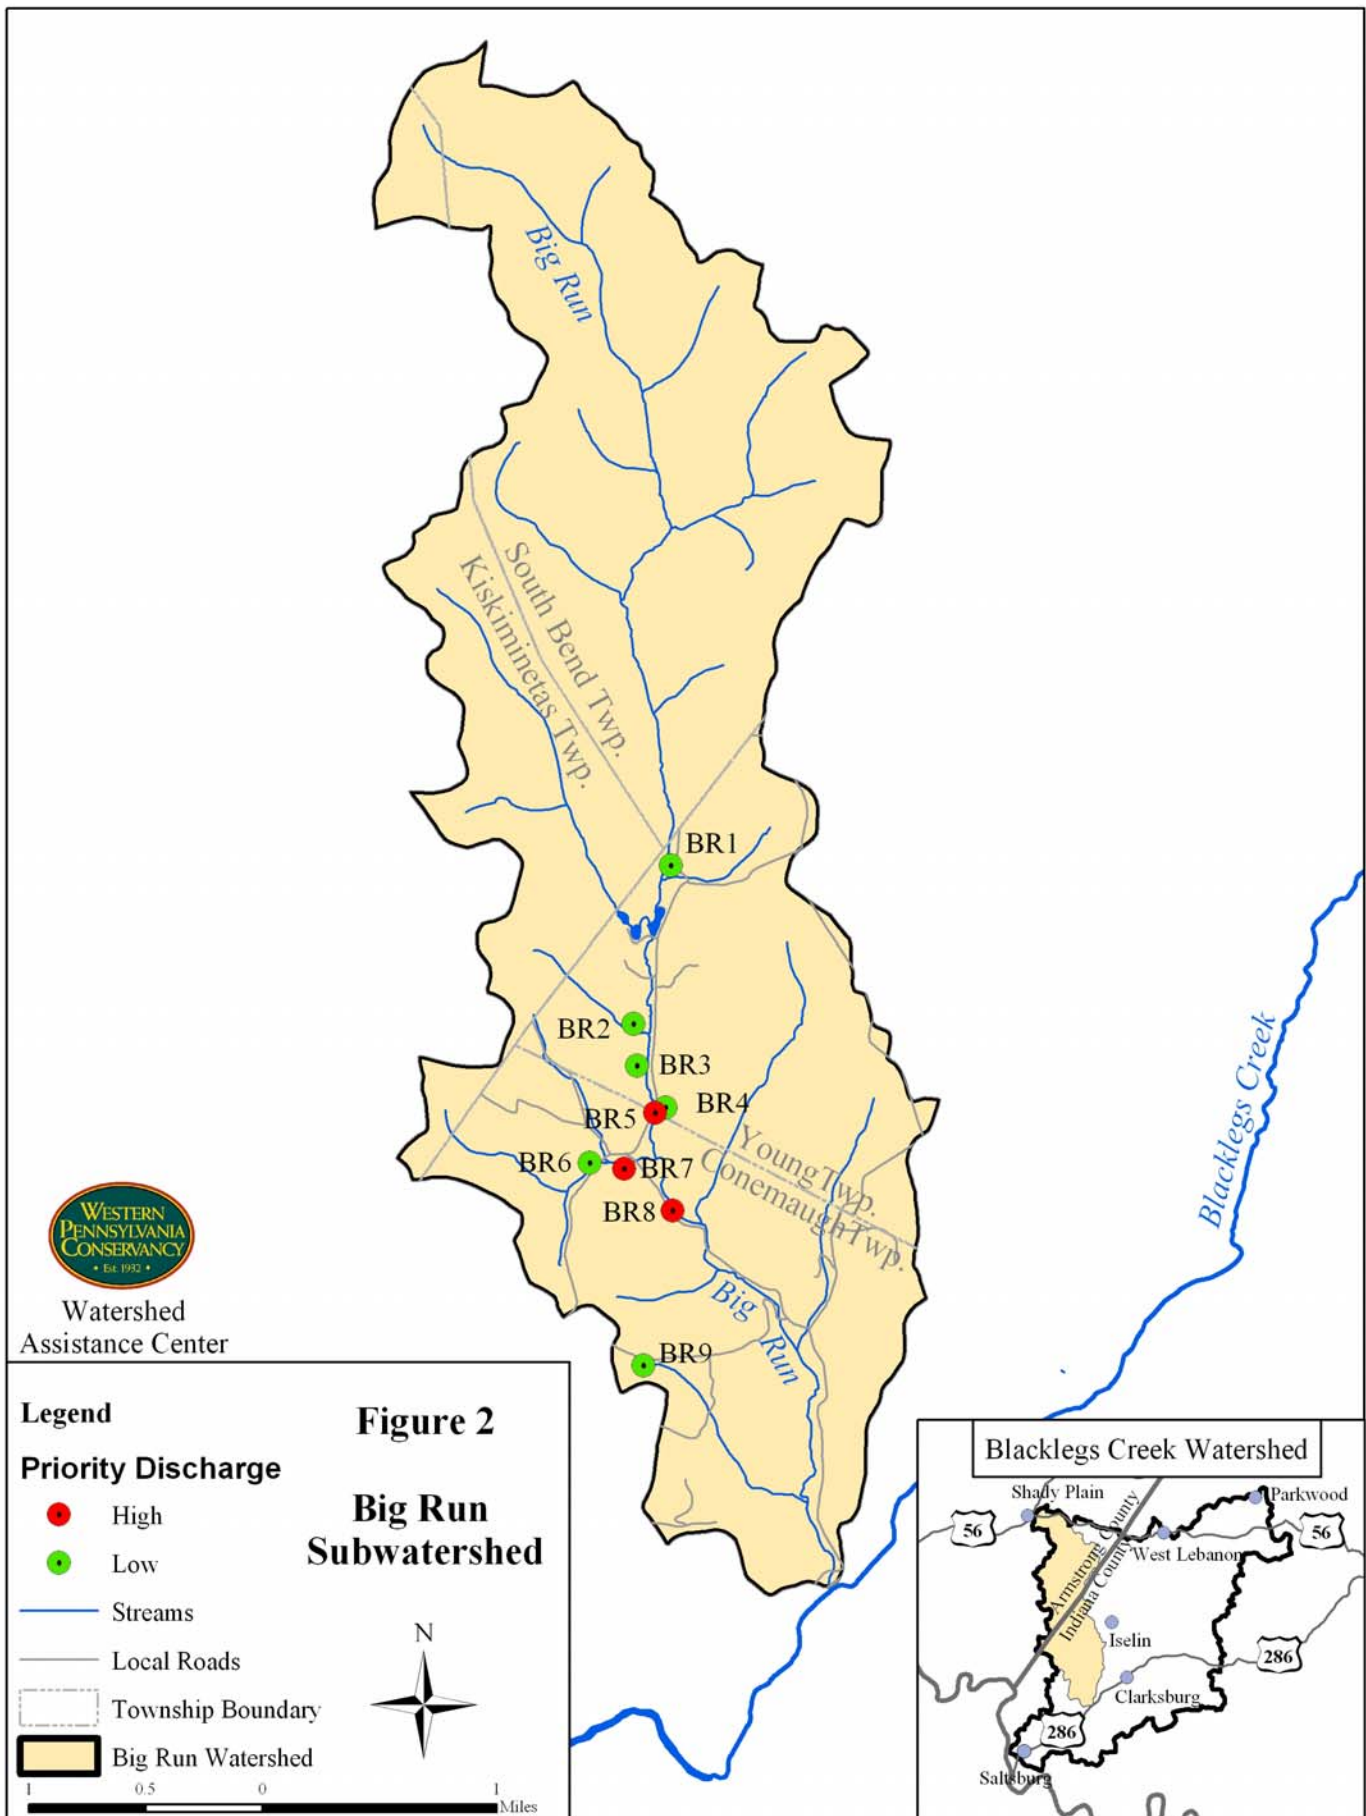 Big Run
South Bend Twp.
Kiskiminetas Twp.
BR1
BR2
BR3
BR4
BR5
BR6
BR7
BR8
Young Twp.
Conemaugh Twp.
Big
Run
BR9
Blacklegs Creek
WESTERN
PENNSYLVANIA
CONSERVANCY
• Est. 1932 •
Watershed
Assistance Center
Legend
Figure 2
Priority Discharge
High
Low
Big Run
Subwatershed
Streams
Local Roads
Township Boundary
Big Run Watershed
N
1 0.5 0 1
Miles
Blacklegs Creek Watershed
Shady Plain
Parkwood
56
56
West Lebanon
Armstrong County
Indiana County
Iselin
286
Clarksburg
286
Saltsburg